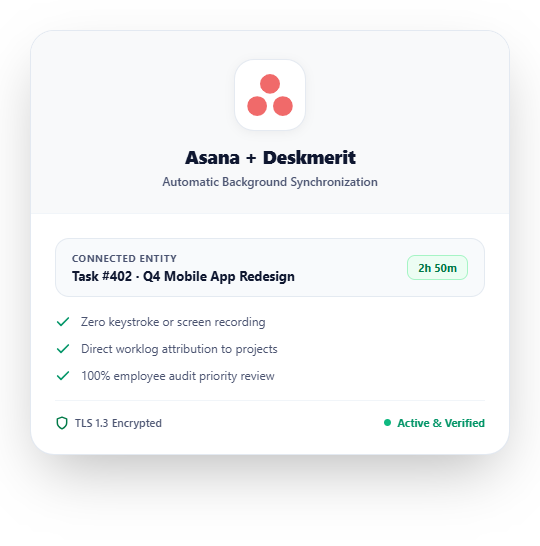 Asana + Deskmerit
Automatic Background Synchronization
CONNECTED ENTITY
Task #402 · Q4 Mobile App Redesign
2h 50m
Zero keystroke or screen recording
Direct worklog attribution to projects
100% employee audit priority review
TLS 1.3 Encrypted
Active & Verified